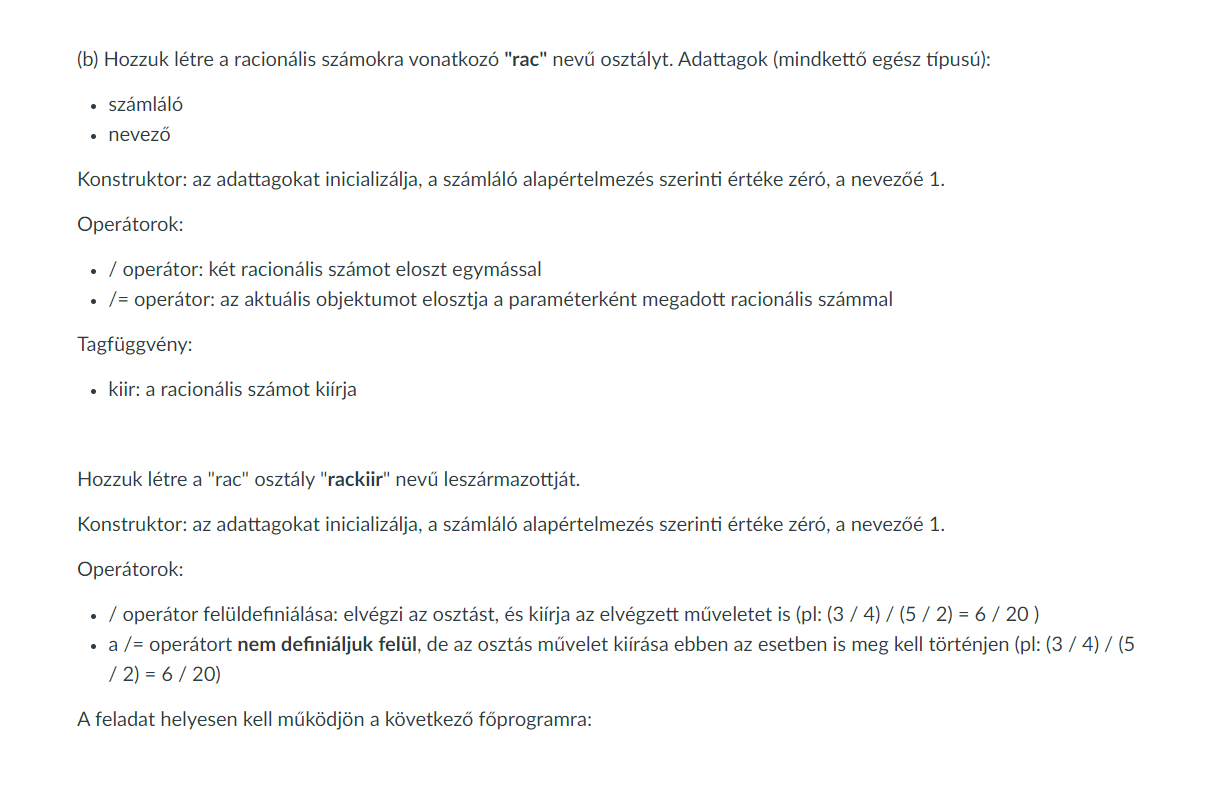 (b) Hozzuk létre a racionális számokra vonatkozó "rac" nevű osztályt. Adattagok (mindkettő egész típusú):
• számláló
• nevező
Konstruktor: az adattagokat inicializálja, a számláló alapértelmezés szerinti értéke zéró, a nevezőé 1.
Operátorok:
• / operátor: két racionális számot eloszt egymással
• /= operátor: az aktuális objektumot elosztja a paraméterként megadott racionális számmal
Tagfüggvény:
• kiir: a racionális számot kiírja
Hozzuk létre a "rac" osztály "rackiir" nevű leszármazottját.
Konstruktor: az adattagokat inicializálja, a számláló alapértelmezés szerinti értéke zéró, a nevezőé 1.
Operátorok:
• / operátor felüldefiniálása: elvégzi az osztást, és kiírja az elvégzett műveletet is (pl: (3 / 4) / (5 / 2) = 6 / 20 )
• a /= operátort nem definiáljuk felül, de az osztás művelet kiírása ebben az esetben is meg kell történjen (pl: (3 / 4) / (5
/ 2) = 6 / 20)
A feladat helyesen kell működjön a következő főprogramra: